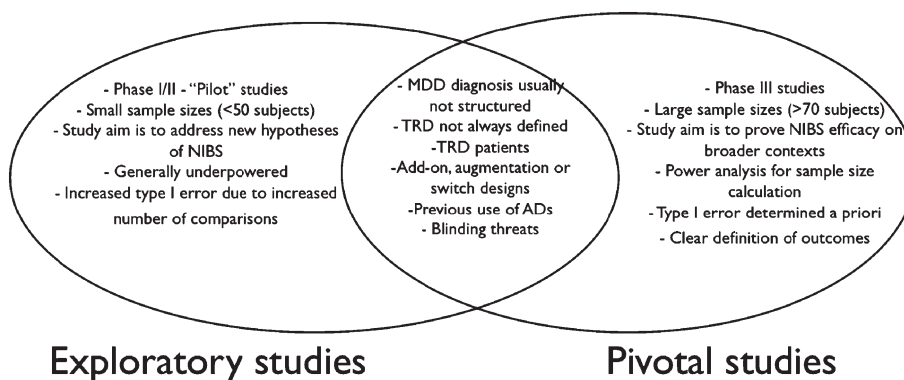 - Phase I/II - "Pilot" studies
- Small sample sizes (<50 subjects)
- Study aim is to address new hypotheses
of NIBS
- Generally underpowered
- Increased type I error due to increased
number of comparisons
- MDD diagnosis usually
not structured
- TRD not always defined
-TRD patients
-Add-on, augmentation or
switch designs
-Previous use of ADs
- Blinding threats
- Phase III studies
- Large sample sizes (>70 subjects)
- Study aim is to prove NIBS efficacy on
broader contexts
- Power analysis for sample size
calculation
- Type I error determined a priori
- Clear definition of outcomes
Exploratory studies
Pivotal studies